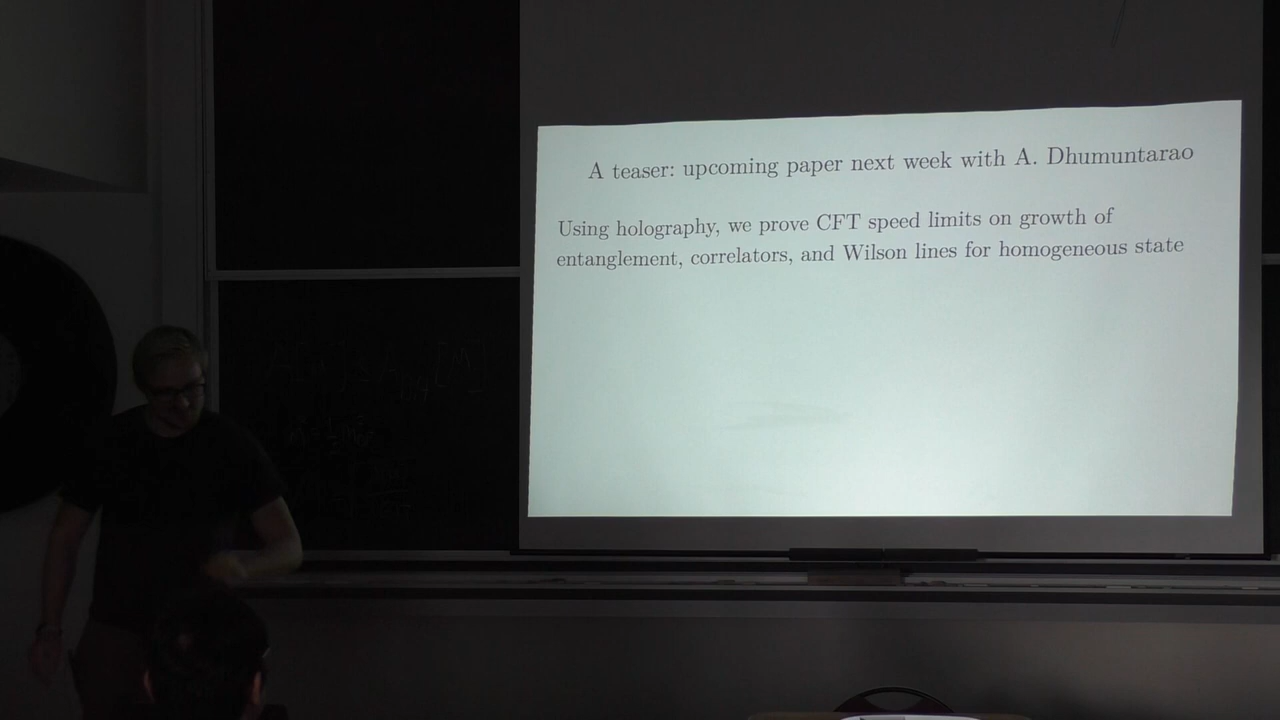 A teaser: upcoming paper next week with A. Dhumuntarao
Using holography, we prove CFT speed limits on growth of
entanglement, correlators, and Wilson lines for homogeneous state